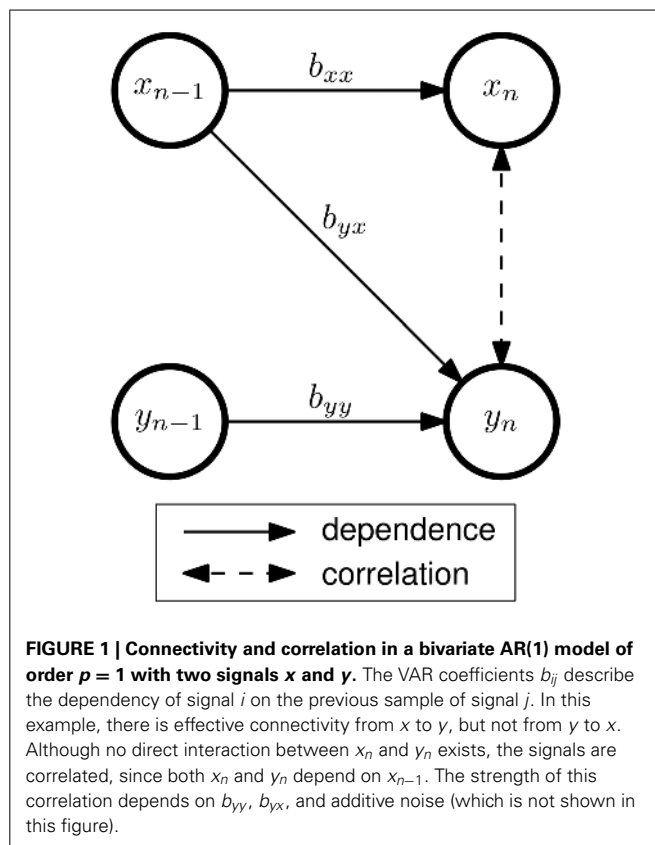 x_{n-1}
b_{xx}
x_n
b_{yx}
y_{n-1}
b_{yy}
y_n
dependence
correlation
FIGURE 1 | Connectivity and correlation in a bivariate AR(1) model of
order p = 1 with two signals x and y. The VAR coefficients b_{ij} describe
the dependency of signal i on the previous sample of signal j. In this
example, there is effective connectivity from x to y, but not from y to x.
Although no direct interaction between x_n and y_n exists, the signals are
correlated, since both x_n and y_n depend on x_{n-1}. The strength of this
correlation depends on b_{yy}, b_{yx}, and additive noise (which is not shown in
this figure).